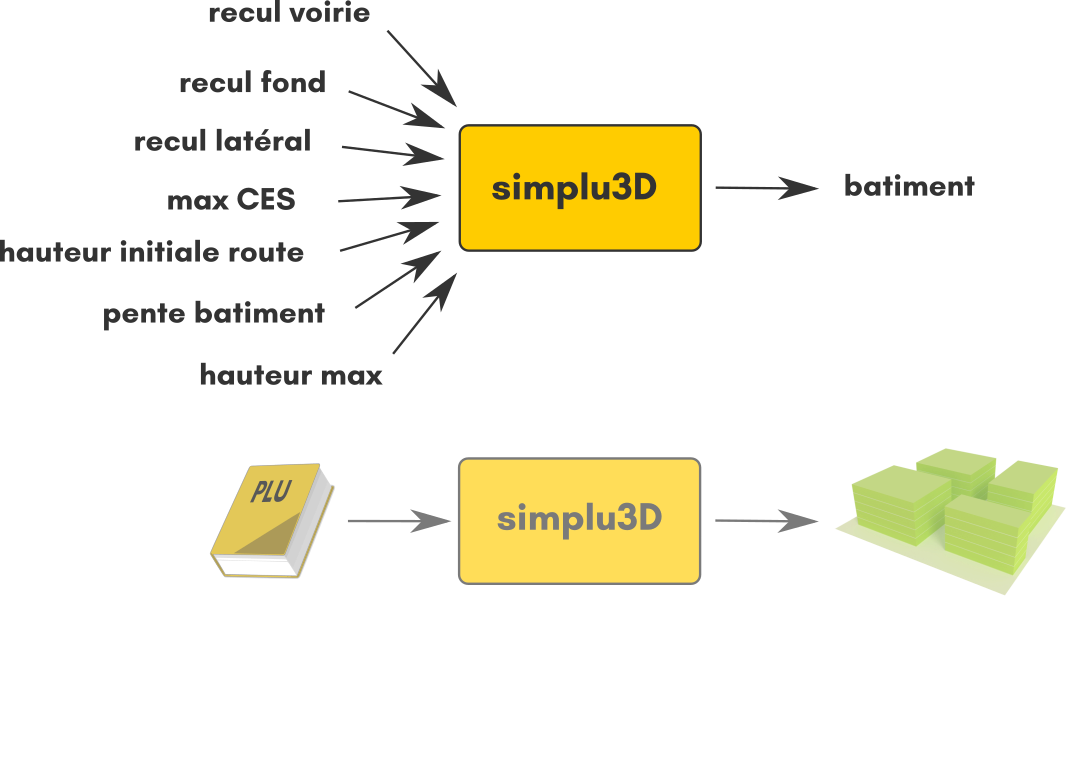 recul voirie
recul fond
recul latéral
max CES
hauteur initiale route
pente batiment
hauteur max
simplu3D
batiment
PLU
simplu3D